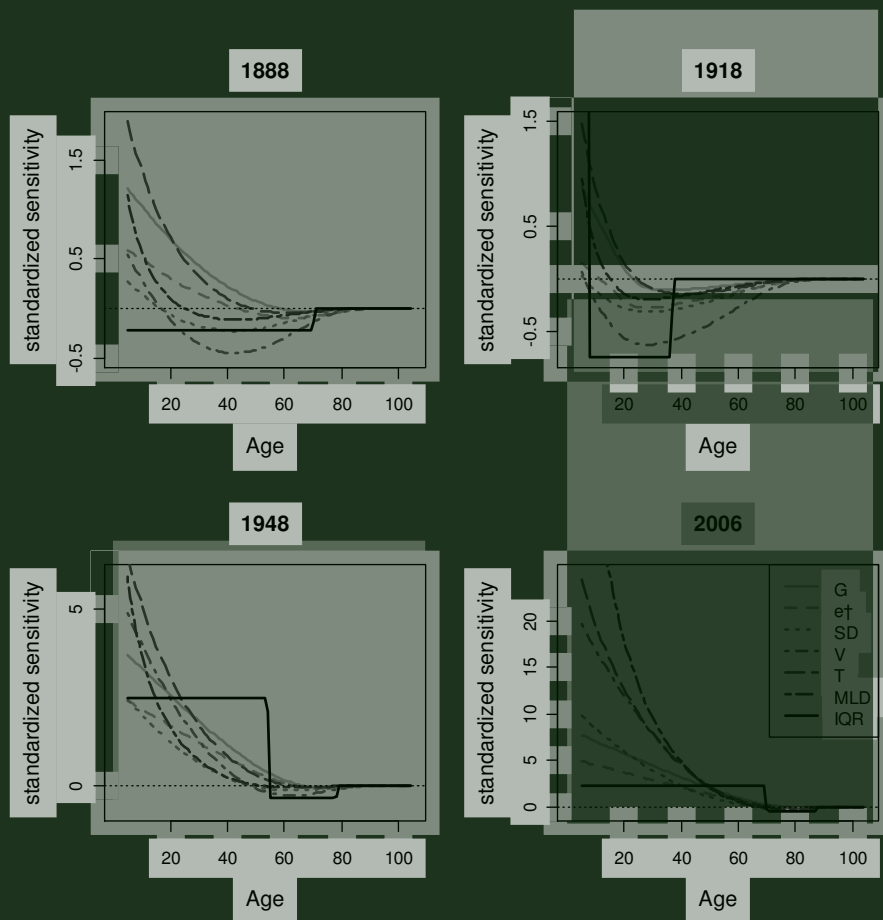 1888
1918
standardized sensitivity
1.5
0.5
-0.5
20 40 60 80 100
Age
standardized sensitivity
1.5
0.5
-0.5
20 40 60 80 100
Age
1948
2006
standardized sensitivity
5
0
20 40 60 80 100
Age
standardized sensitivity
20
15
10
5
0
G
e†
SD
V
T
MLD
IQR
20 40 60 80 100
Age